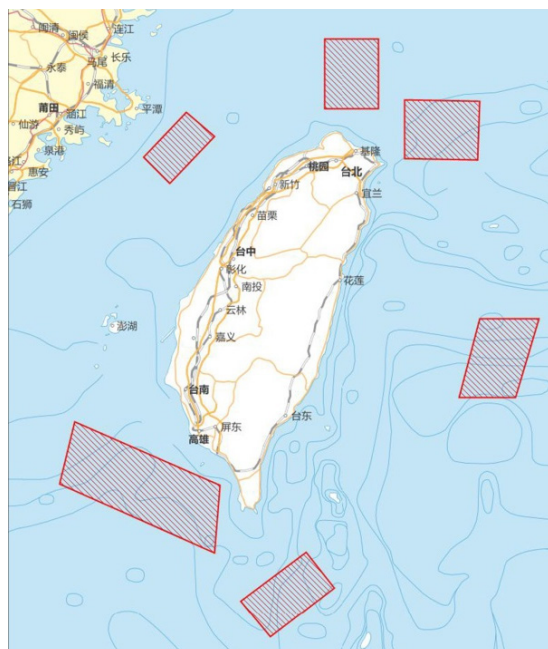 闽清
连江
闽侯
长乐
马尾
永泰
福清
莆田
涵江
平潭
仙游
秀屿
泉港
惠安
晋江
石狮
基隆
桃园
台北
新竹
宜兰
苗栗
台中
彰化
花莲
南投
云林
澎湖
嘉义
台南
台东
屏东
高雄